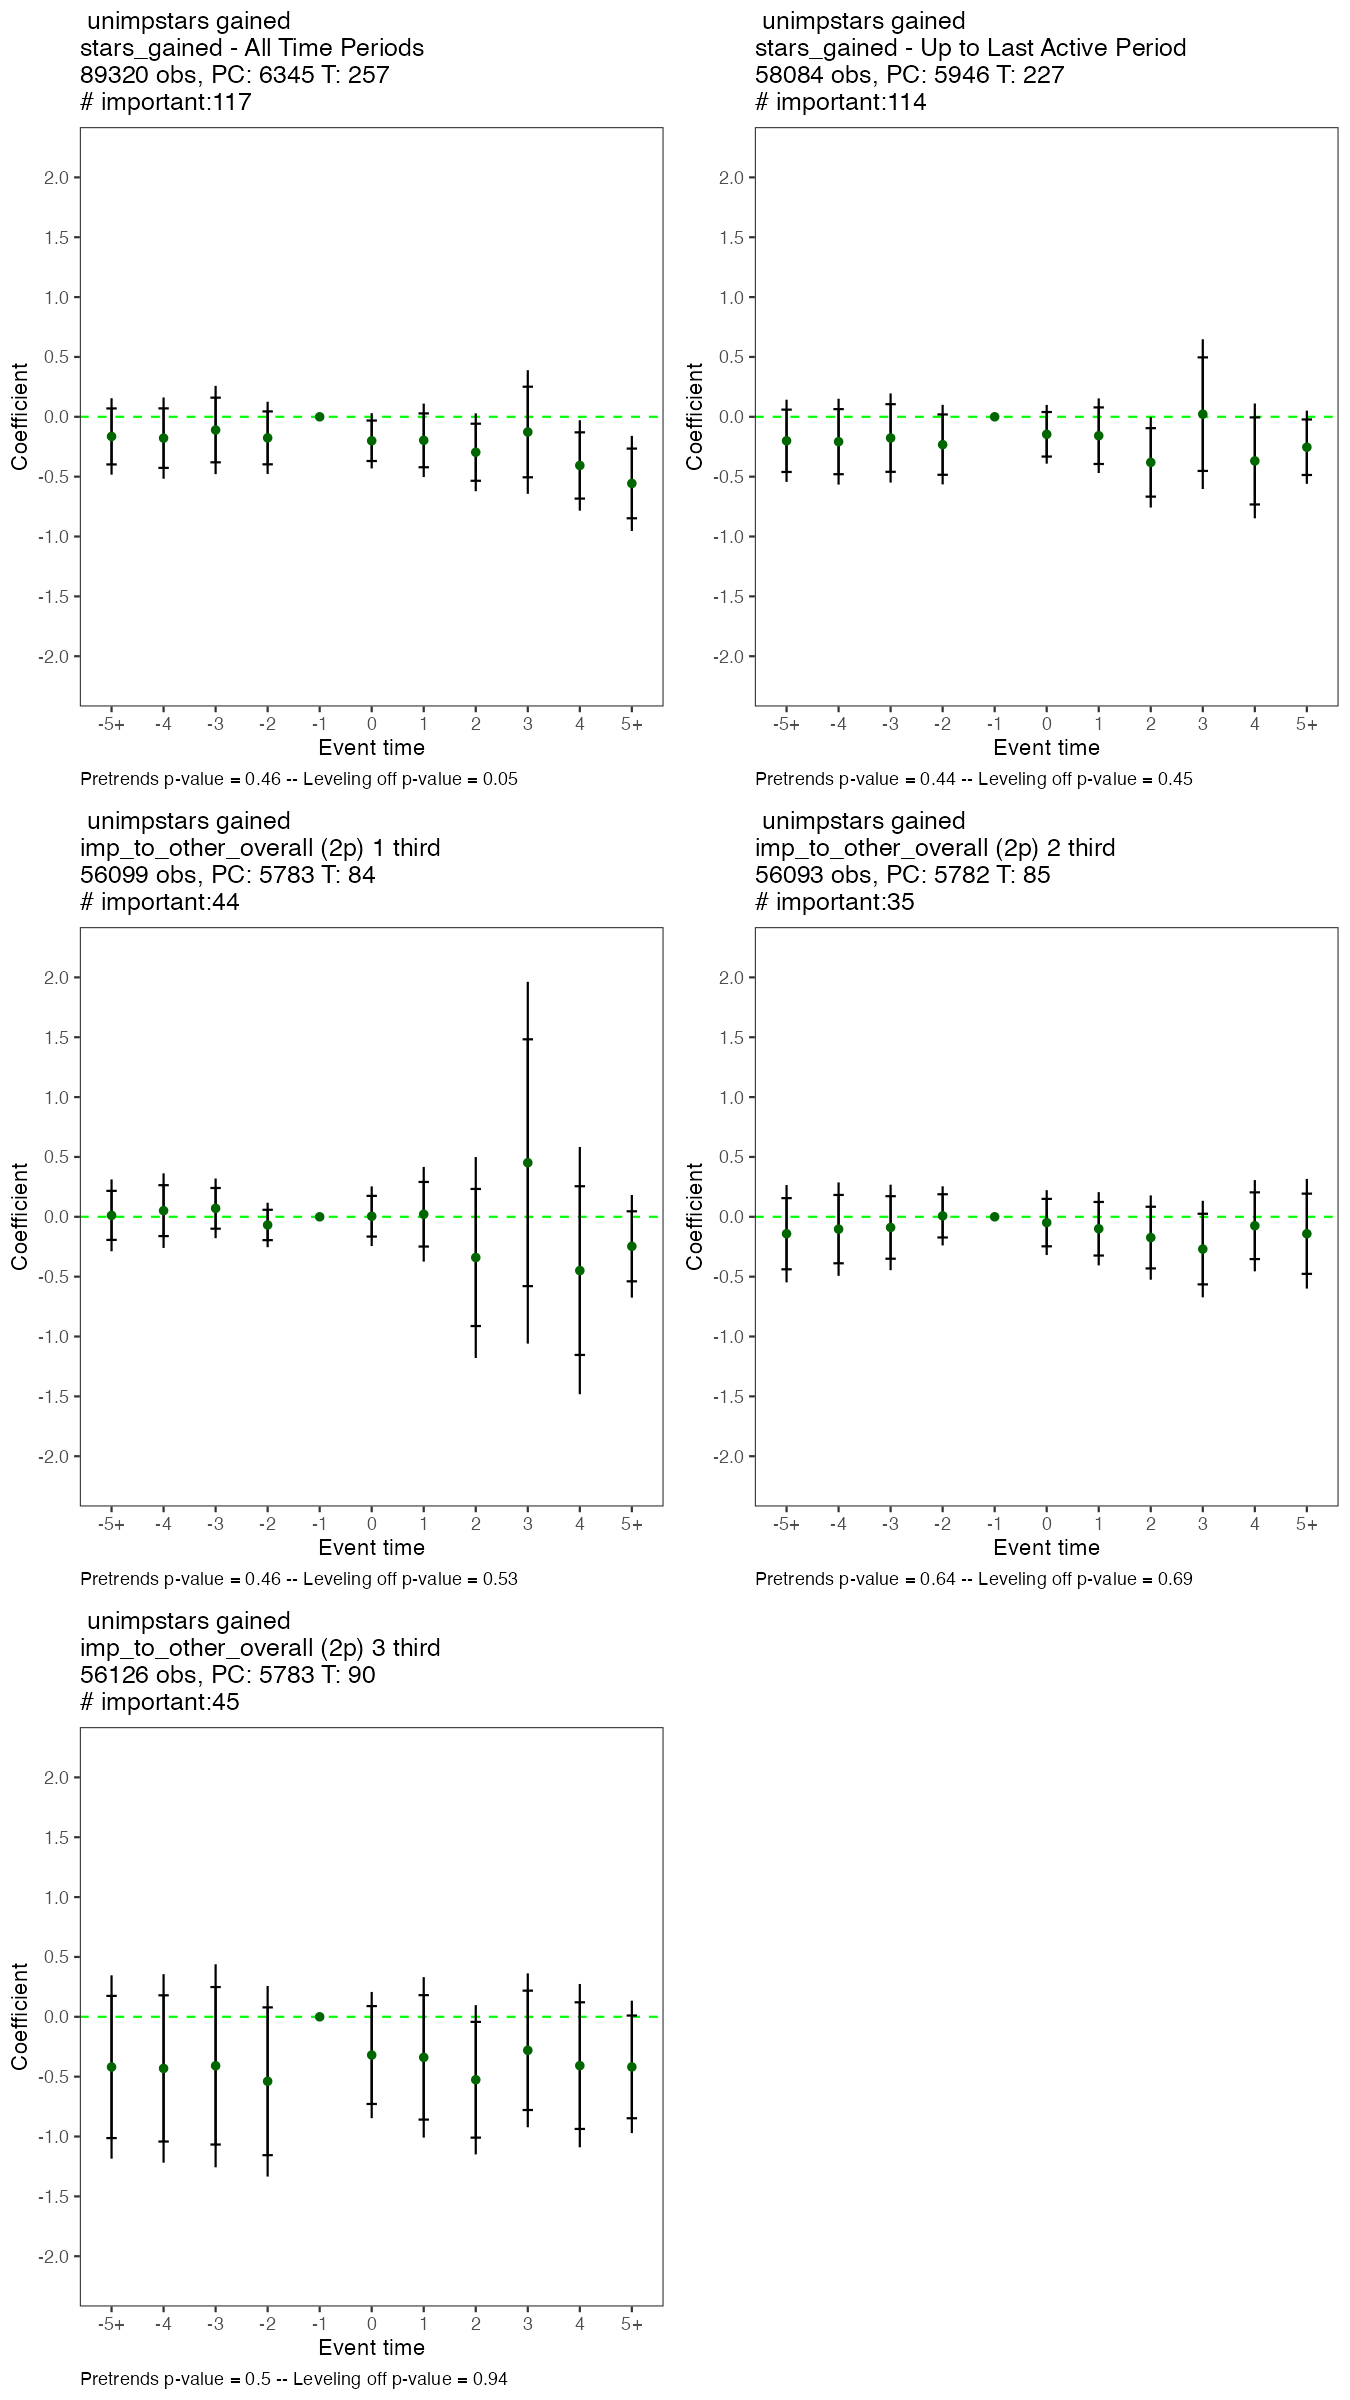 unimpstars gained
stars_gained - All Time Periods
89320 obs, PC: 6345 T: 257
# important:117
2.0
1.5
1.0
0.5
0.0
-0.5
-1.0
-1.5
-2.0
Coefficient
-5+ -4 -3 -2 -1 0 1 2 3 4 5+
Event time
Pretrends p-value = 0.46 -- Leveling off p-value = 0.05
unimpstars gained
stars_gained - Up to Last Active Period
58084 obs, PC: 5946 T: 227
# important:114
2.0
1.5
1.0
0.5
0.0
-0.5
-1.0
-1.5
-2.0
Coefficient
-5+ -4 -3 -2 -1 0 1 2 3 4 5+
Event time
Pretrends p-value = 0.44 -- Leveling off p-value = 0.45
unimpstars gained
imp_to_other_overall (2p) 1 third
56099 obs, PC: 5783 T: 84
# important:44
2.0
1.5
1.0
0.5
0.0
-0.5
-1.0
-1.5
-2.0
Coefficient
-5+ -4 -3 -2 -1 0 1 2 3 4 5+
Event time
Pretrends p-value = 0.46 -- Leveling off p-value = 0.53
unimpstars gained
imp_to_other_overall (2p) 2 third
56093 obs, PC: 5782 T: 85
# important:35
2.0
1.5
1.0
0.5
0.0
-0.5
-1.0
-1.5
-2.0
Coefficient
-5+ -4 -3 -2 -1 0 1 2 3 4 5+
Event time
Pretrends p-value = 0.64 -- Leveling off p-value = 0.69
unimpstars gained
imp_to_other_overall (2p) 3 third
56126 obs, PC: 5783 T: 90
# important:45
2.0
1.5
1.0
0.5
0.0
-0.5
-1.0
-1.5
-2.0
Coefficient
-5+ -4 -3 -2 -1 0 1 2 3 4 5+
Event time
Pretrends p-value = 0.5 -- Leveling off p-value = 0.94